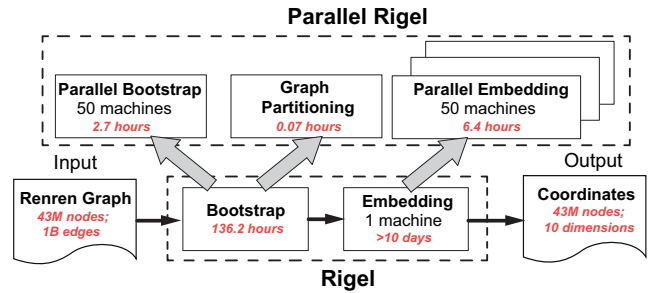 Parallel Rigel
Parallel Bootstrap
50 machines
2.7 hours
Graph
Partitioning
0.07 hours
Parallel Embedding
50 machines
6.4 hours
Input
Output
Renren Graph
43M nodes;
1B edges
Bootstrap
136.2 hours
Embedding
1 machine
>10 days
Coordinates
43M nodes;
10 dimensions
Rigel